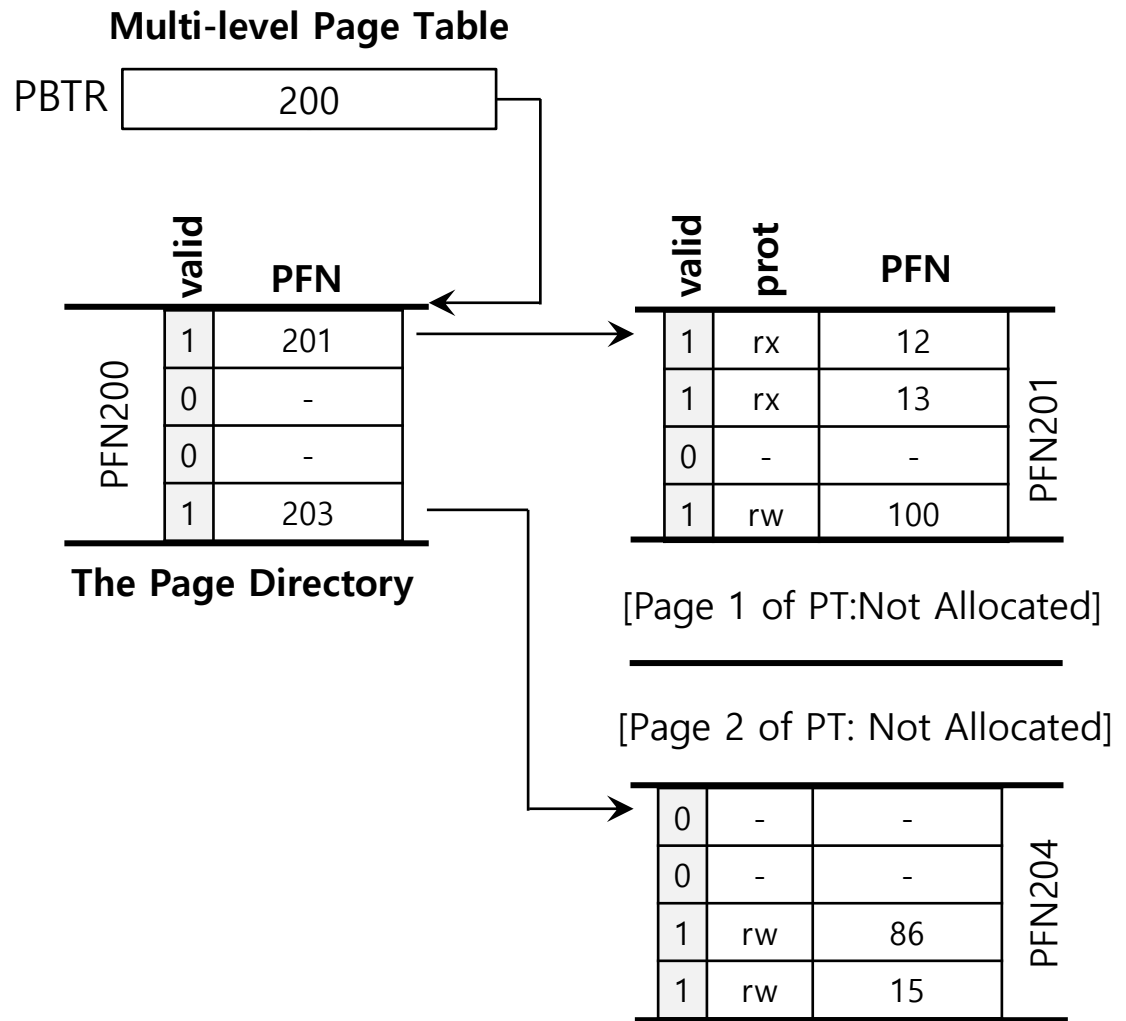 Multi-level Page Table
PBTR 200
valid PFN
PFN200
1 201
0 -
0 -
1 203
The Page Directory
valid prot PFN
1 rx 12
1 rx 13
0 - -
1 rw 100
PFN201
[Page 1 of PT:Not Allocated]
[Page 2 of PT: Not Allocated]
0 - -
0 - -
1 rw 86
1 rw 15
PFN204